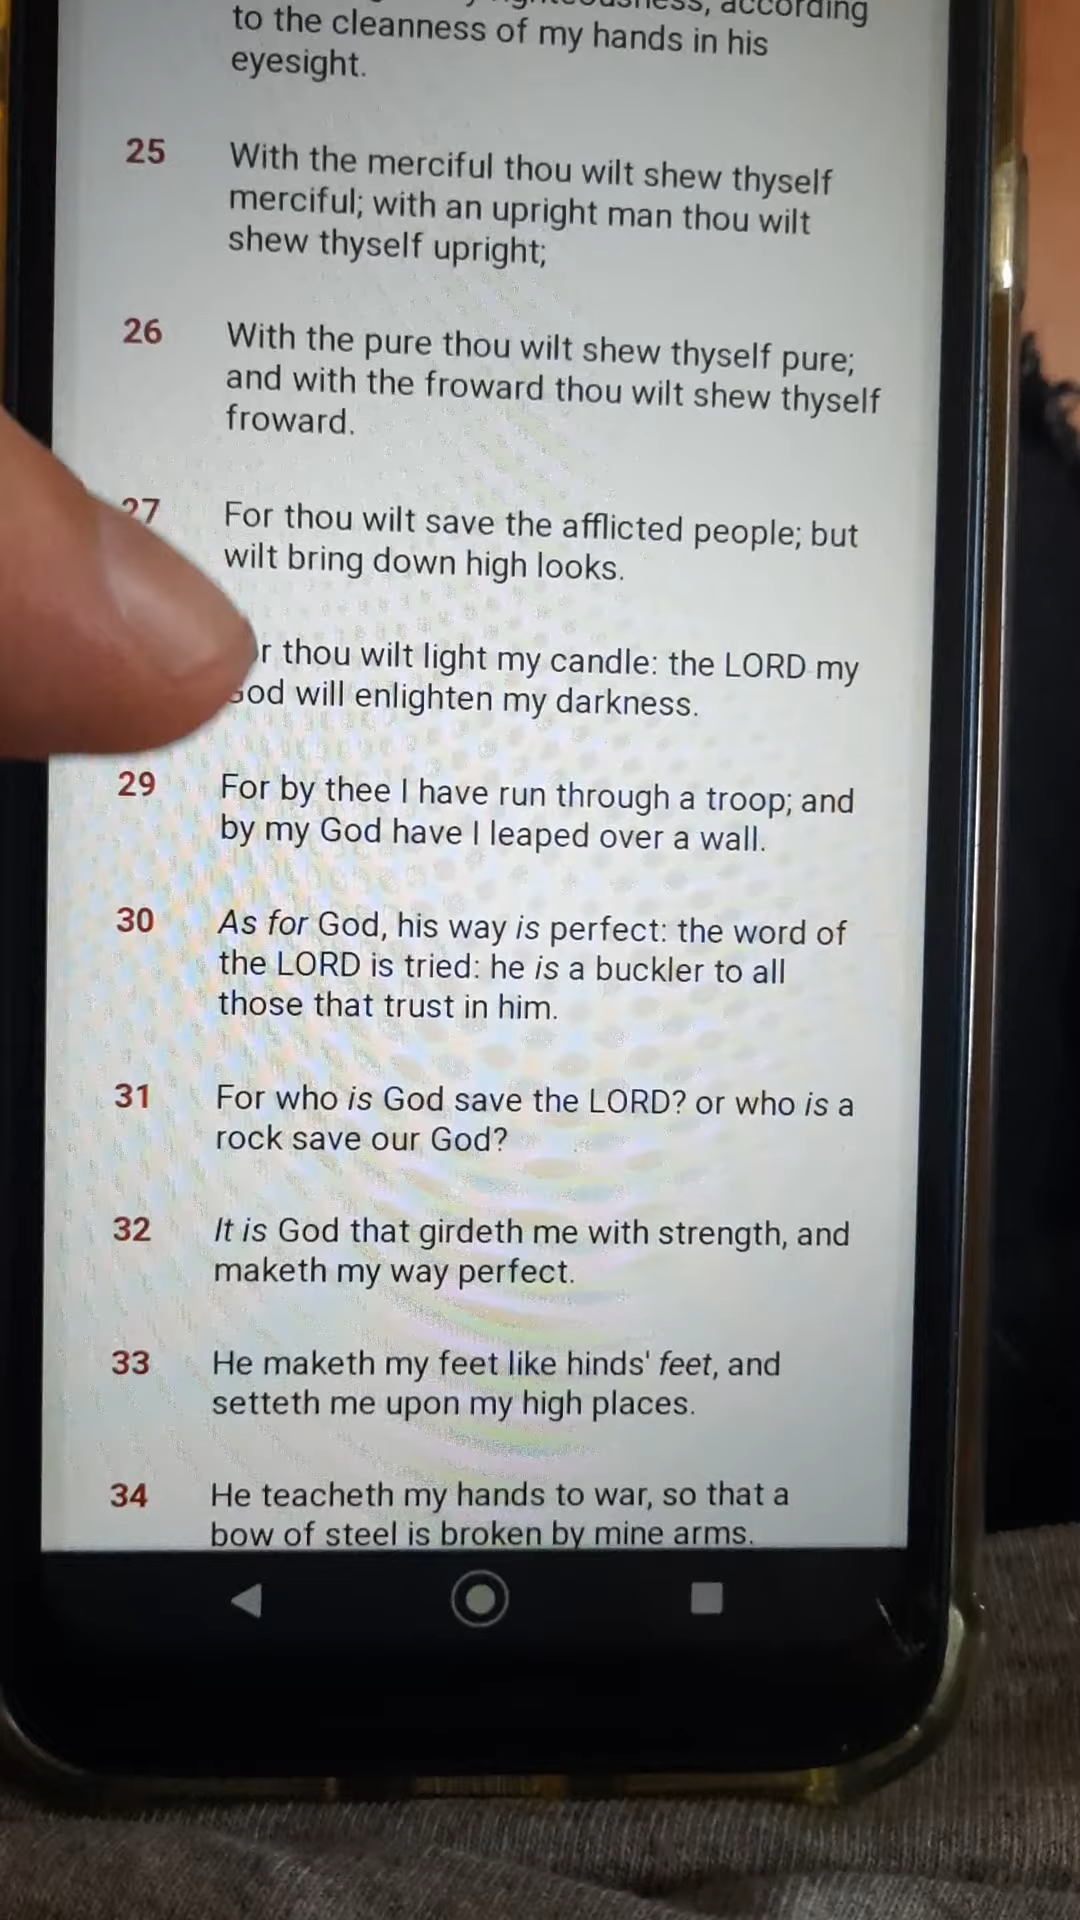 according
to the cleanness of my hands in his
eyesight.
25 With the merciful thou wilt shew thyself
merciful; with an upright man thou wilt
shew thyself upright;
26 With the pure thou wilt shew thyself pure;
and with the froward thou wilt shew thyself
froward.
27 For thou wilt save the afflicted people; but
wilt bring down high looks.
thou wilt light my candle: the LORD my
God will enlighten my darkness.
29 For by thee I have run through a troop; and
by my God have I leaped over a wall.
30 As for God, his way is perfect: the word of
the LORD is tried: he is a buckler to all
those that trust in him.
31 For who is God save the LORD? or who is a
rock save our God?
32 It is God that girdeth me with strength, and
maketh my way perfect.
33 He maketh my feet like hinds' feet, and
setteth me upon my high places.
34 He teacheth my hands to war, so that a
bow of steel is broken by mine arms.